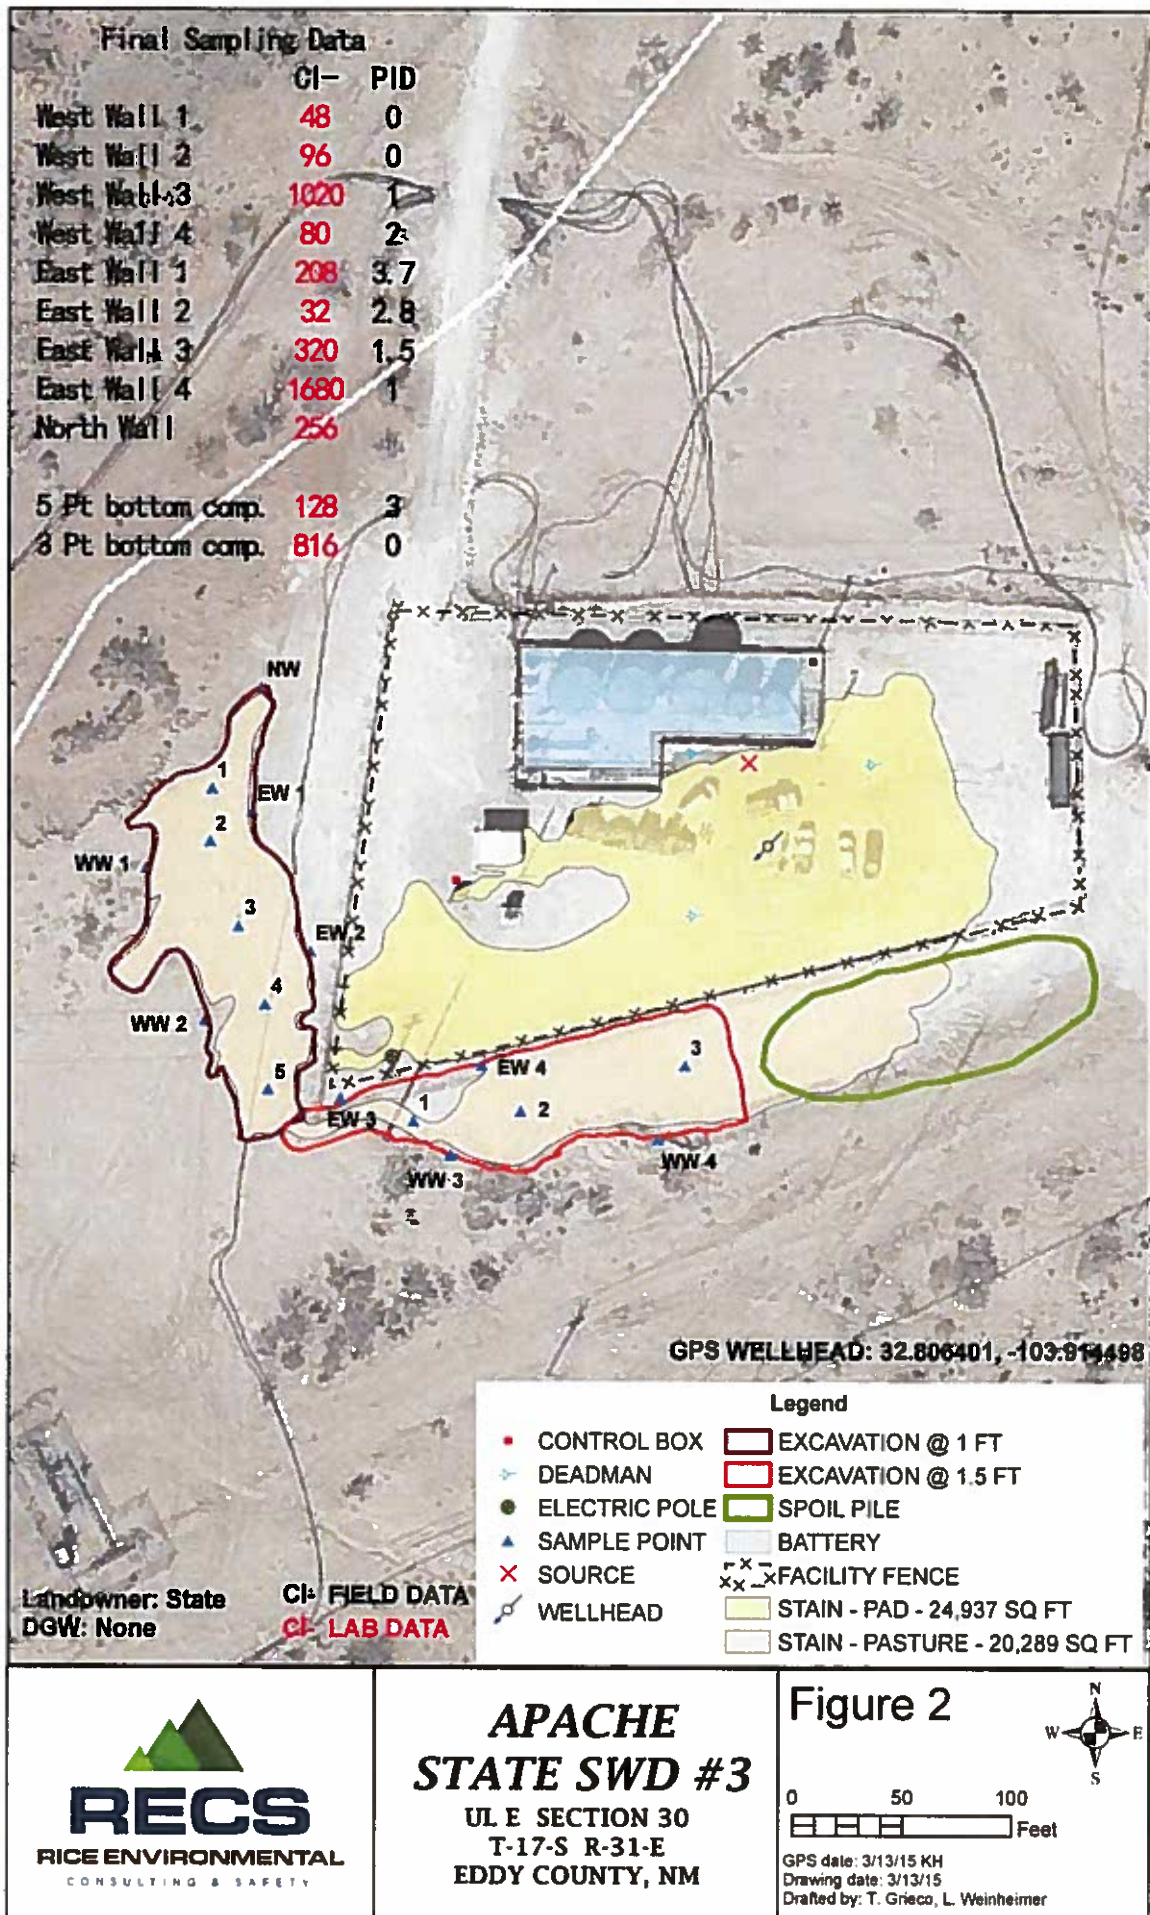 Final Sampling Data
Cl- PID
West Wall 1 48 0
West Wall 2 96 0
West Wall 3 1020 1
West Wall 4 80 2
East Wall 1 208 3.7
East Wall 2 32 2.8
East Wall 3 320 1.5
East Wall 4 1680 1
North Wall 256
5 Pt bottom comp. 128 3
3 Pt bottom comp. 816 0
NW
1
EW 1
2
WW 1
3
EW 2
4
WW 2
5
EW 4
3
EW 3
1
2
WW 3
WW 4
GPS WELLHEAD: 32.806401, -103.914498
Legend
CONTROL BOX
DEADMAN
ELECTRIC POLE
SAMPLE POINT
SOURCE
WELLHEAD
EXCAVATION @ 1 FT
EXCAVATION @ 1.5 FT
SPOIL PILE
BATTERY
FACILITY FENCE
STAIN - PAD - 24,937 SQ FT
STAIN - PASTURE - 20,289 SQ FT
Landowner: State
DGW: None
Cl- FIELD DATA
Cl- LAB DATA
RECS
RICE ENVIRONMENTAL
CONSULTING & SAFETY
APACHE
STATE SWD #3
UL E SECTION 30
T-17-S R-31-E
EDDY COUNTY, NM
Figure 2
N
W E
S
0 50 100
Feet
GPS date: 3/13/15 KH
Drawing date: 3/13/15
Drafted by: T. Grieco, L. Weinheimer